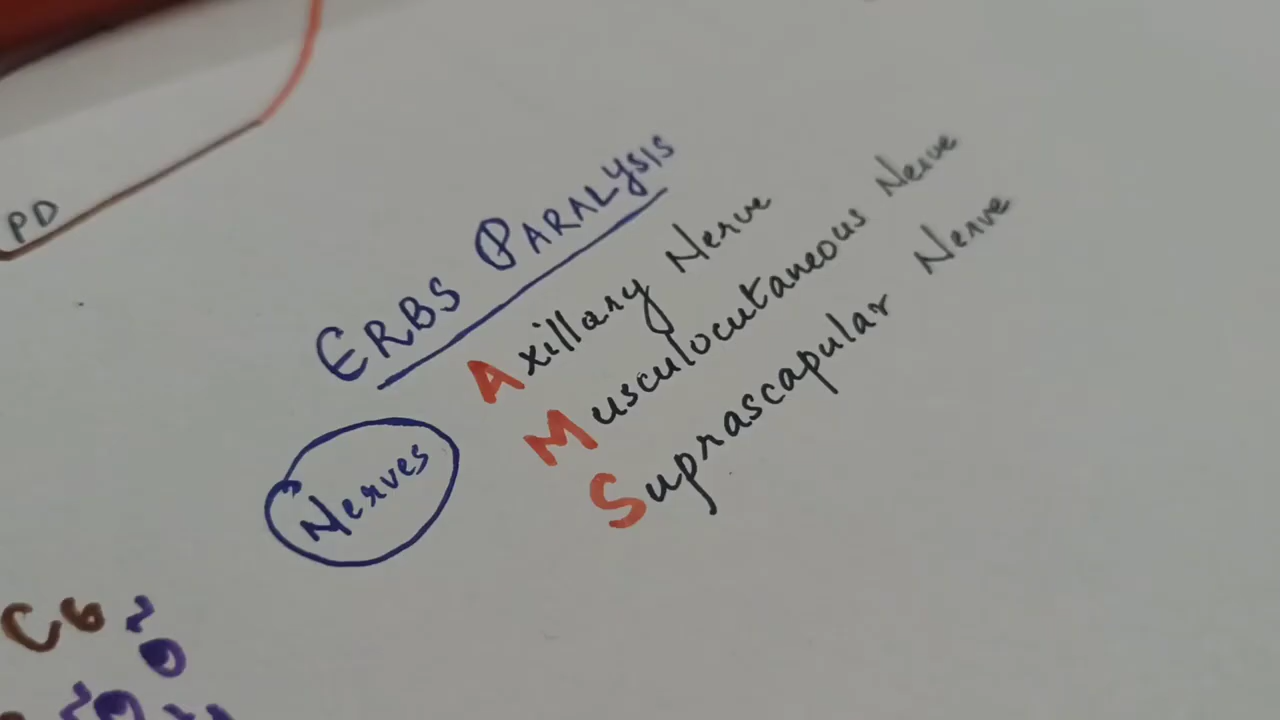 PD
ERBS PARALYSIS
Axillary Nerve
Musculocutaneous Nerve
Suprascapular Nerve
Nerves
C6